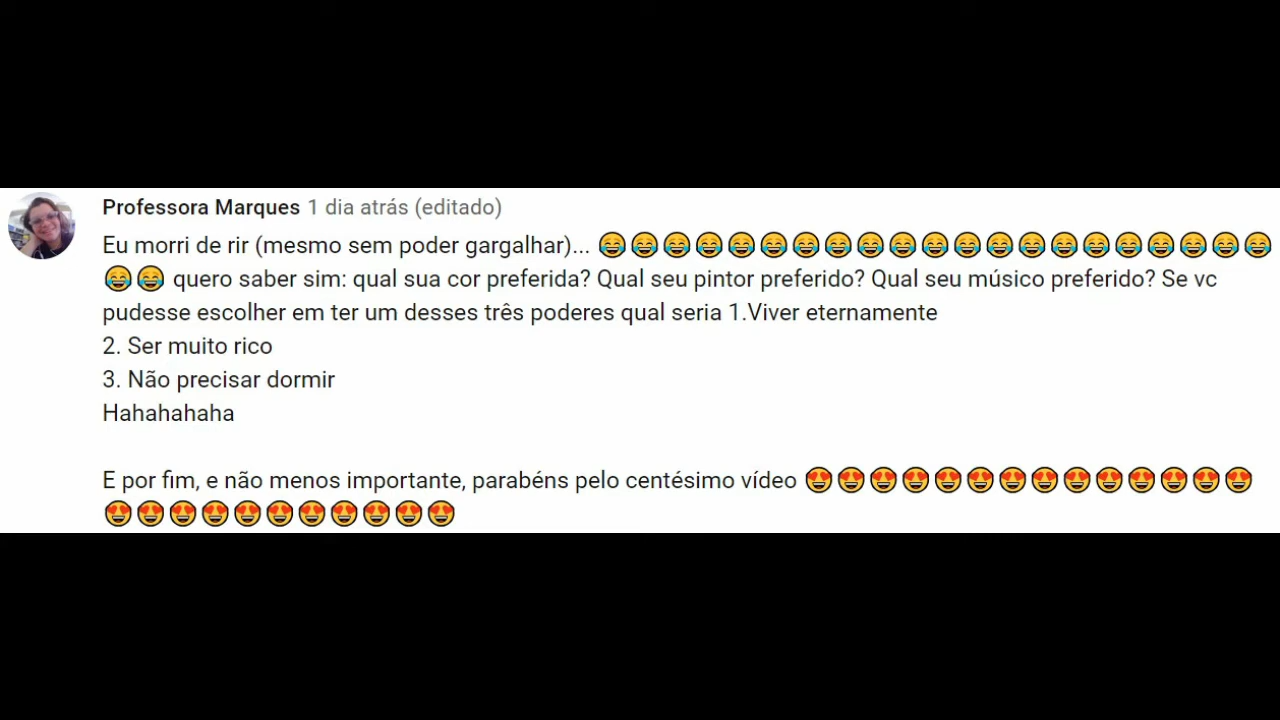 Professora Marques 1 dia atrás (editado)
Eu morri de rir (mesmo sem poder gargalhar)... 😂😂😂😂😂😂😂😂😂😂😂😂😂😂😂😂😂😂😂😂😂
😂😂 quero saber sim: qual sua cor preferida? Qual seu pintor preferido? Qual seu músico preferido? Se vc
pudesse escolher em ter um desses três poderes qual seria 1.Viver eternamente
2. Ser muito rico
3. Não precisar dormir
Hahahahaha
E por fim, e não menos importante, parabéns pelo centésimo vídeo 😍😍😍😍😍😍😍😍😍😍😍😍😍😍
😍😍😍😍😍😍😍😍😍😍😍